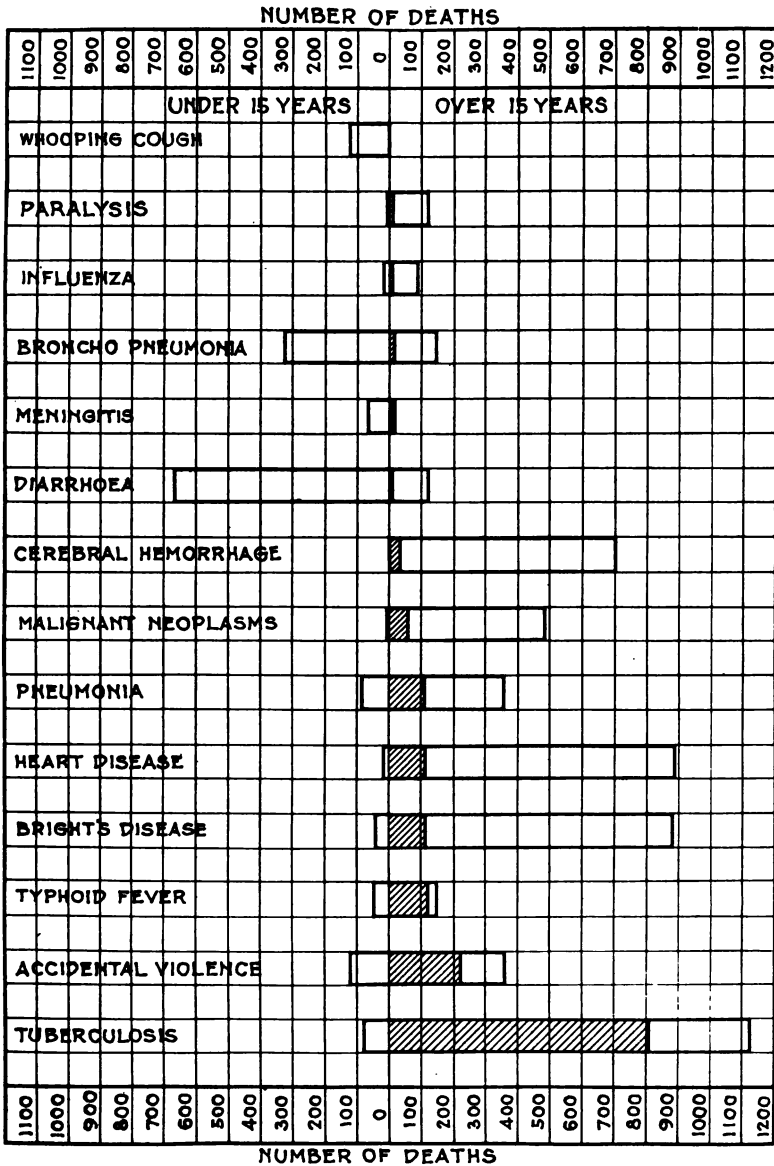 NUMBER OF DEATHS
1100 1000 900 800 700 600 500 400 300 200 100 0 100 200 300 400 500 600 700 800 900 1000 1100 1200
UNDER 15 YEARS OVER 15 YEARS
WHOOPING COUGH
PARALYSIS
INFLUENZA
BRONCHO PNEUMONIA
MENINGITIS
DIARRHOEA
CEREBRAL HEMORRHAGE
MALIGNANT NEOPLASMS
PNEUMONIA
HEART DISEASE
BRIGHT'S DISEASE
TYPHOID FEVER
ACCIDENTAL VIOLENCE
TUBERCULOSIS
1100 1000 900 800 700 600 500 400 300 200 100 0 100 200 300 400 500 600 700 800 900 1000 1100 1200
NUMBER OF DEATHS